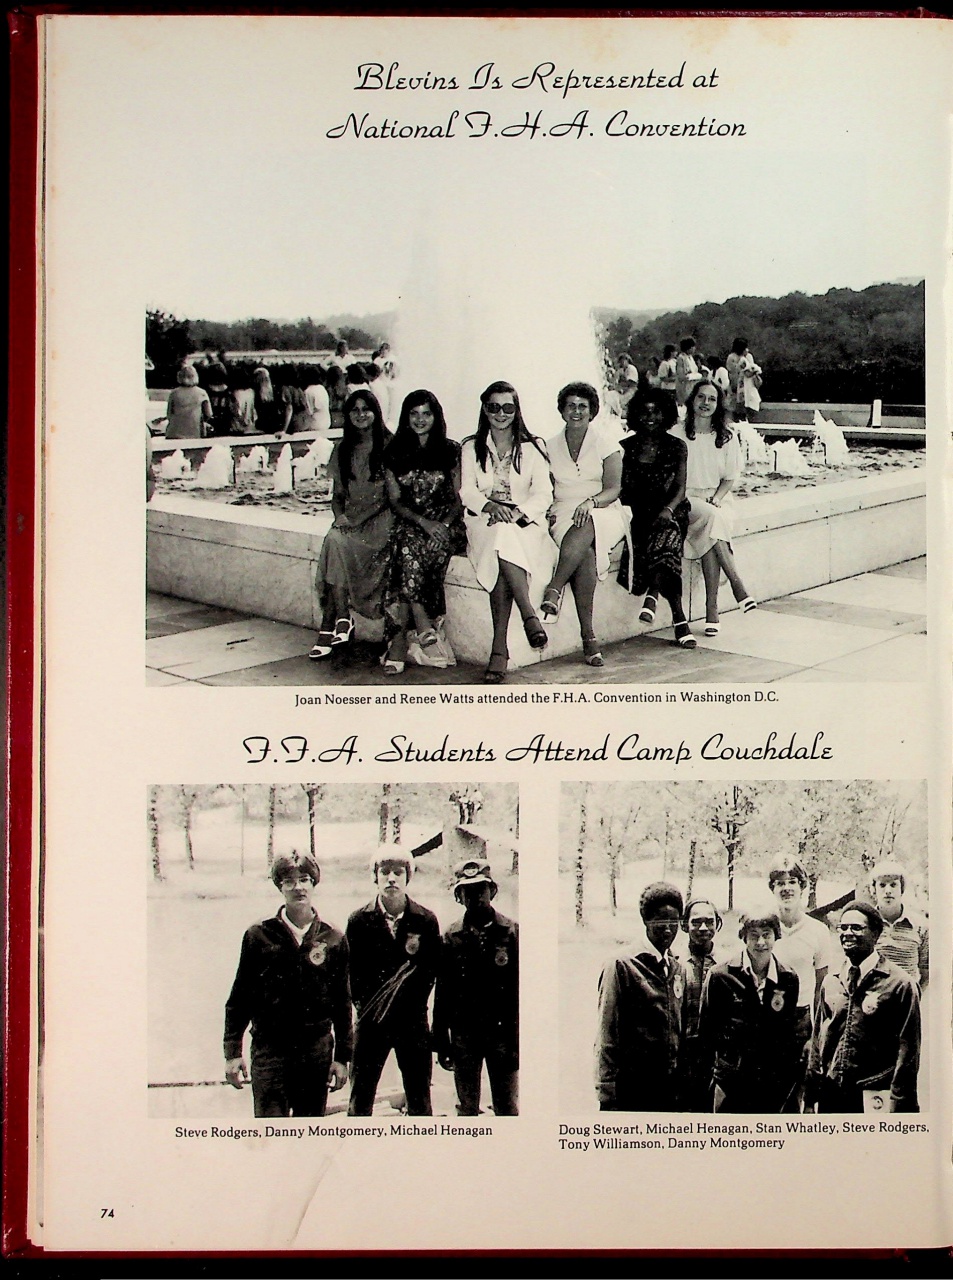 Blevins Is Represented at
National F.H.A. Convention
Joan Noesser and Renee Watts attended the F.H.A. Convention in Washington D.C.
F.F.A. Students Attend Camp Couchdale
Steve Rodgers, Danny Montgomery, Michael Henagan
Doug Stewart, Michael Henagan, Stan Whatley, Steve Rodgers,
Tony Williamson, Danny Montgomery
74